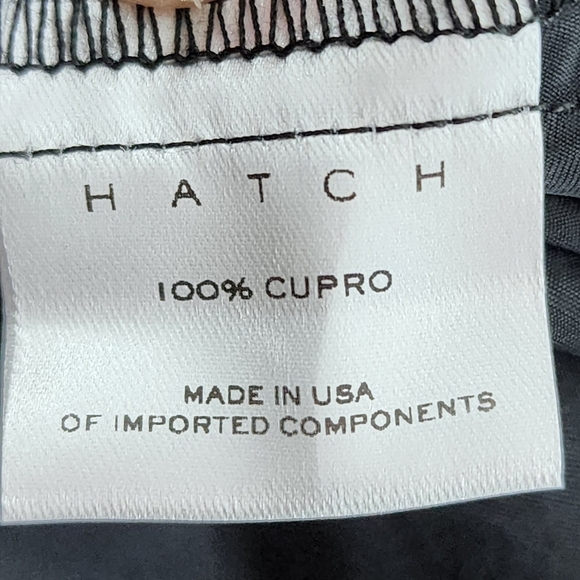 HATCH
100% CUPRO
MADE IN USA
OF IMPORTED COMPONENTS